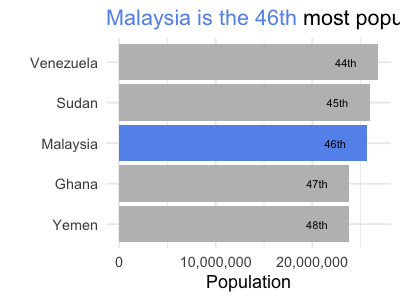 Malaysia is the 46th most popu
Venezuela 44th
Sudan 45th
Malaysia 46th
Ghana 47th
Yemen 48th
0 10,000,000 20,000,000
Population